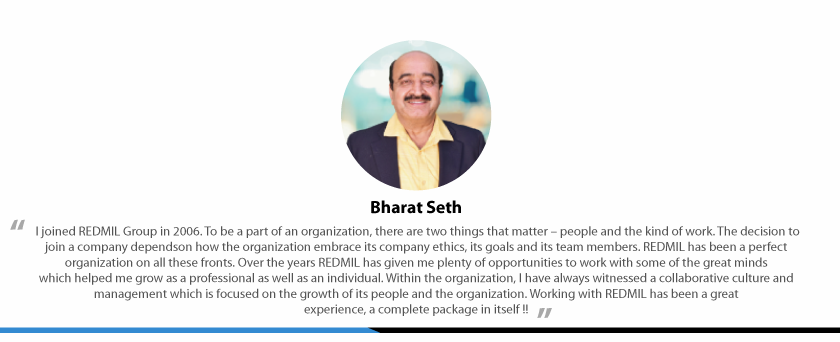 Bharat Seth
“ I joined REDMIL Group in 2006. To be a part of an organization, there are two things that matter – people and the kind of work. The decision to
join a company dependson how the organization embrace its company ethics, its goals and its team members. REDMIL has been a perfect
organization on all these fronts. Over the years REDMIL has given me plenty of opportunities to work with some of the great minds
which helped me grow as a professional as well as an individual. Within the organization, I have always witnessed a collaborative culture and
management which is focused on the growth of its people and the organization. Working with REDMIL has been a great
experience, a complete package in itself !! ”